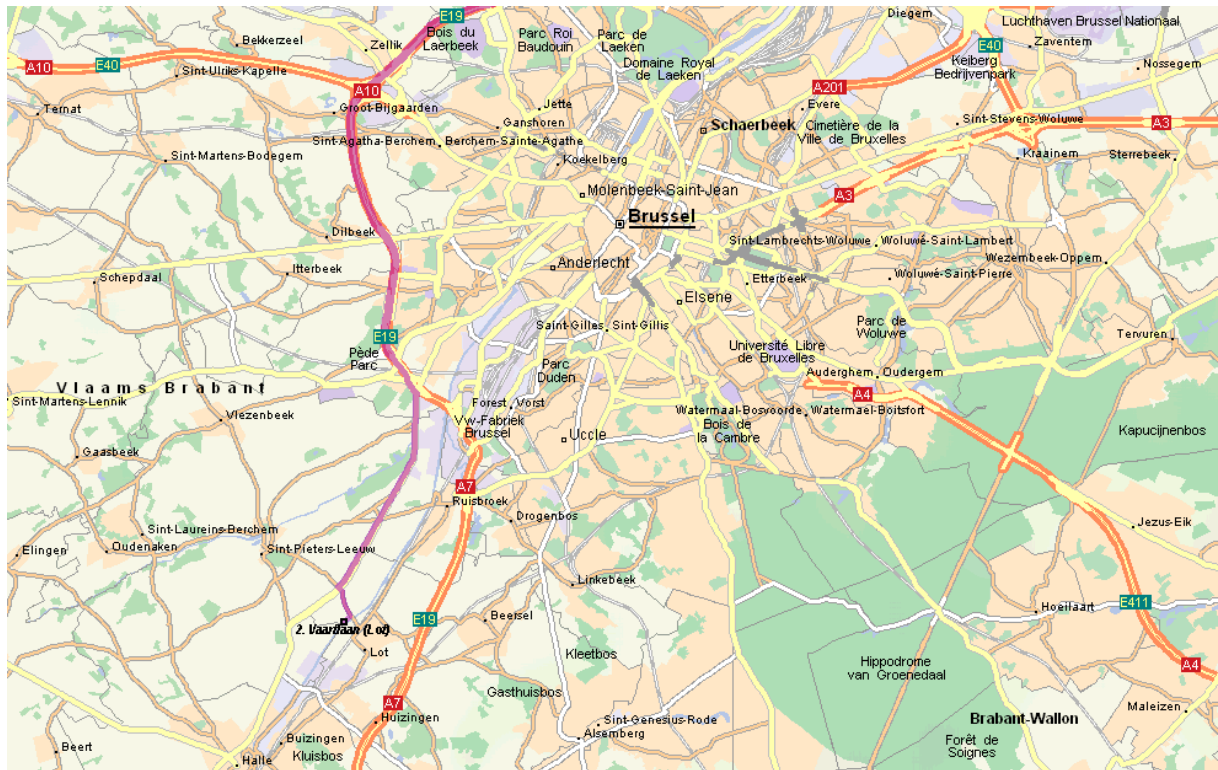 E19
Diegem
Luchthaven Brussel Nationaal
Bekkerzeel
Zellik
Bois du
Laerbeek
Parc Roi
Baudouin
Parc de
Laeken
E40
Zaventem
A10
E40
Sint-Ulriks-Kapelle
Domaine Royal
de Laeken
Keiberg
Bedrijvenpark
Nossegem
A10
A201
Ternat
Groot-Bijgaarden
Jette
Evere
Ganshoren
Schaerbeek
Cimetière de la
Ville de Bruxelles
Sint-Stevens-Woluwe
A3
Sint-Agatha-Berchem
Berchem-Sainte-Agathe
Sint-Martens-Bodegem
Koekelberg
Kraainem
Sterrebeek
Molenbeek-Saint-Jean
A3
Brussel
Dilbeek
Sint-Lambrechts-Woluwe
Woluwé-Saint-Lambert
Schepdaal
Itterbeek
Anderlecht
Wezembeek-Oppem
Etterbeek
Woluwé-Saint-Pierre
Elsene
E19
Saint-Gilles
Sint-Gillis
Parc de
Woluwe
Tervuren
Pède
Parc
Université Libre
de Bruxelles
Parc
Duden
Auderghem
Oudergem
Vlaams Brabant
A4
Sint-Martens-Lennik
Vlezenbeek
Forest
Vorst
Watermaal-Bosvoorde
Watermael-Boitsfort
Vw-Fabriek
Brussel
Bois de
la Cambre
Uccle
Kapucijnenbos
Gaasbeek
A7
Ruisbroek
Drogenbos
Jezus-Eik
Sint-Laureins-Berchem
Elingen
Oudenaken
Sint-Pieters-Leeuw
Linkebeek
E411
Hoeilaart
Beersel
E19
2. Vaartlaan (Lot)
Lot
Kleetbos
Hippodrome
van Groenedaal
A4
Gasthuisbos
A7
Huizingen
Sint-Genesius-Rode
Alsemberg
Brabant-Wallon
Maleizen
Beert
Buizingen
Kluisbos
Halle
Forêt de
Soignes